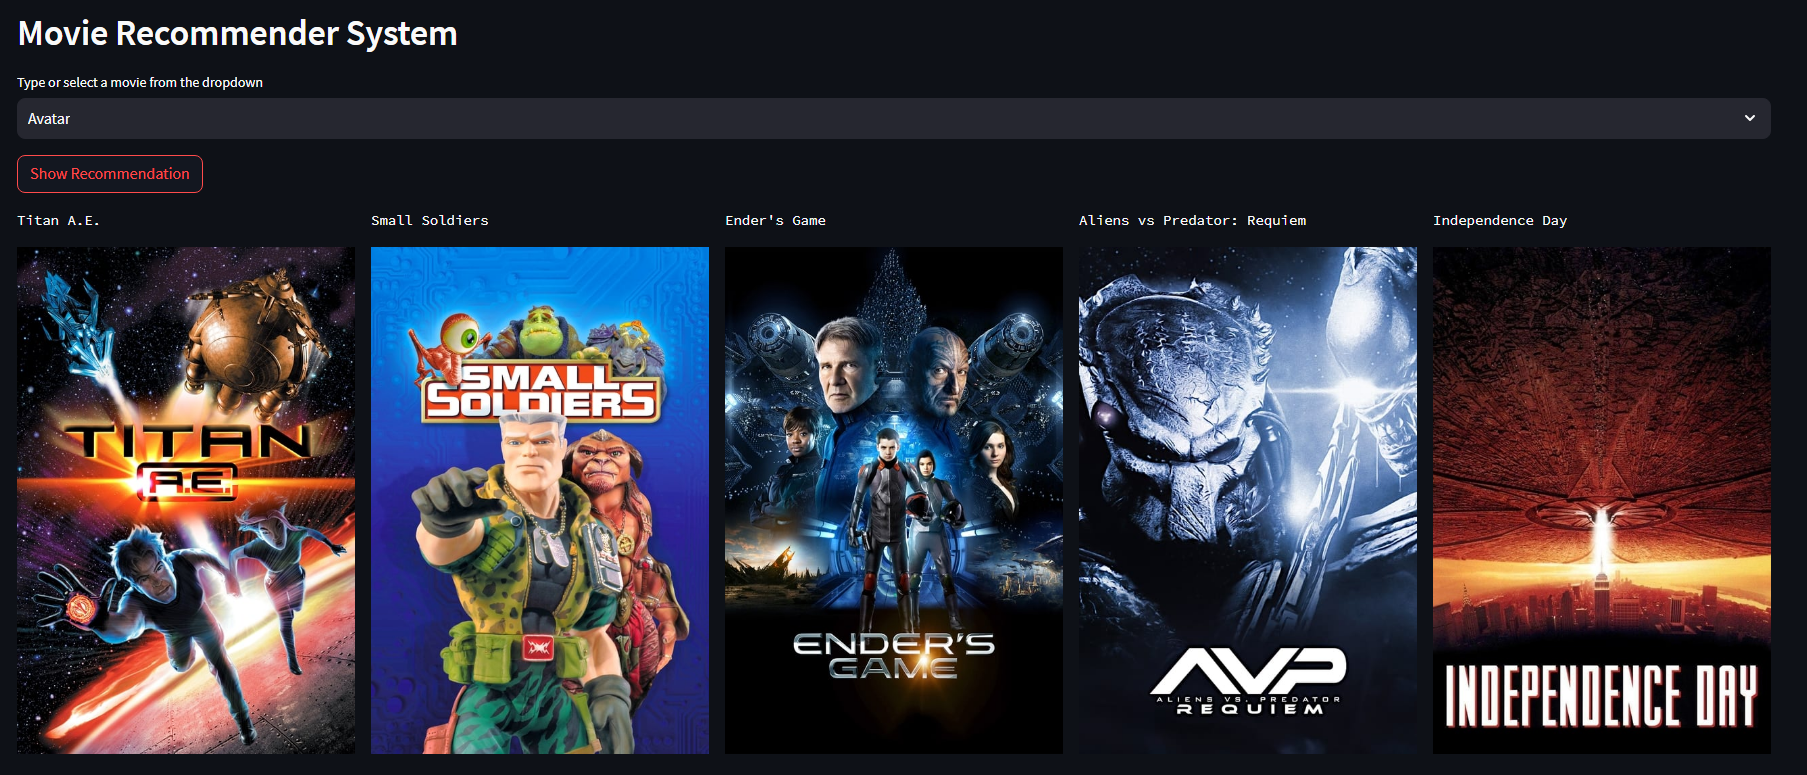 Movie Recommender System
Type or select a movie from the dropdown
Avatar
Show Recommendation
Titan A.E.
Small Soldiers
Ender's Game
Aliens vs Predator: Requiem
Independence Day
TITAN
A.E.
SMALL
SOLDIERS
ENDER'S
GAME
AVP
ALIENS VS. PREDATOR
REQUIEM
INDEPENDENCE DAY